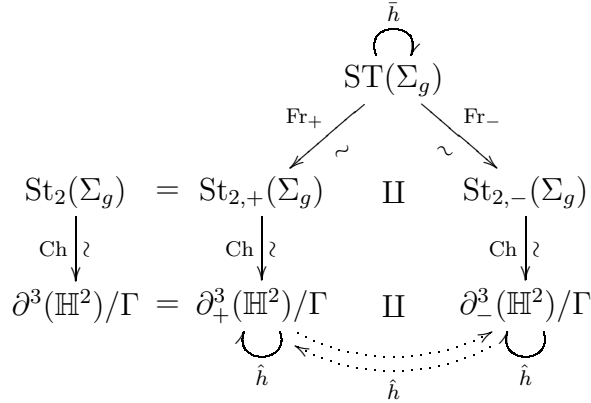 h̄
ST(Σ_g)
Fr_+ Fr_−
∼ ∼
St_2(Σ_g) = St_{2,+}(Σ_g) ∐ St_{2,−}(Σ_g)
Ch ≀ Ch ≀ Ch ≀
∂^3(ℍ^2)/Γ = ∂^3_+(ℍ^2)/Γ ∐ ∂^3_−(ℍ^2)/Γ
ĥ ĥ ĥ